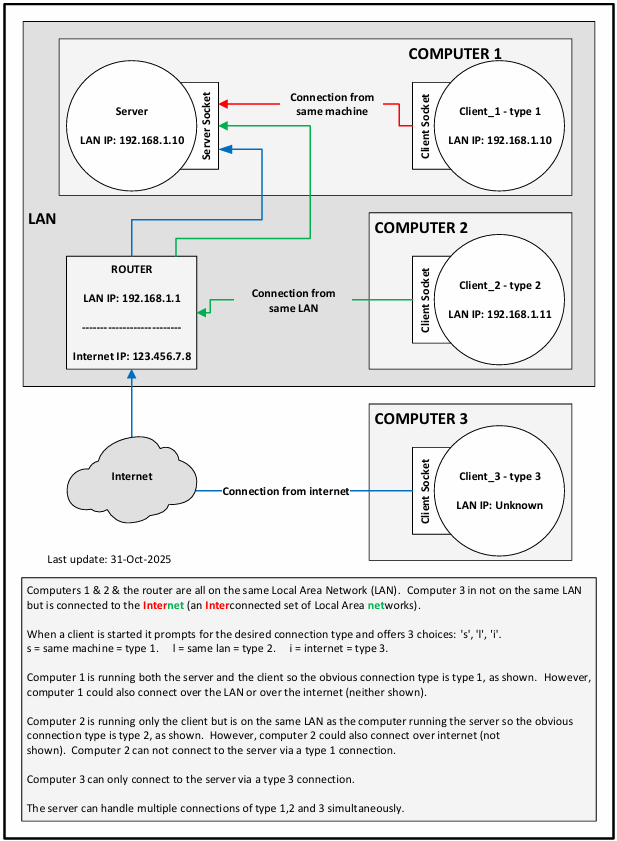 COMPUTER 1
Server
LAN IP: 192.168.1.10
Server Socket
Connection from
same machine
Client Socket
Client_1 - type 1
LAN IP: 192.168.1.10
LAN
COMPUTER 2
ROUTER
LAN IP: 192.168.1.1
---------------------------
Internet IP: 123.456.7.8
Connection from
same LAN
Client Socket
Client_2 - type 2
LAN IP: 192.168.1.11
COMPUTER 3
Internet
Connection from internet
Client Socket
Client_3 - type 3
LAN IP: Unknown
Last update: 31-Oct-2025
Computers 1 & 2 & the router are all on the same Local Area Network (LAN).  Computer 3 in not on the same LAN
but is connected to the Internet (an Interconnected set of Local Area networks).
When a client is started it prompts for the desired connection type and offers 3 choices: 's', 'l', 'i'.
s = same machine = type 1.    l = same lan = type 2.    i = internet = type 3.
Computer 1 is running both the server and the client so the obvious connection type is type 1, as shown.  However,
computer 1 could also connect over the LAN or over the internet (neither shown).
Computer 2 is running only the client but is on the same LAN as the computer running the server so the obvious
connection type is type 2, as shown.  However, computer 2 could also connect over internet (not
shown).  Computer 2 can not connect to the server via a type 1 connection.
Computer 3 can only connect to the server via a type 3 connection.
The server can handle multiple connections of type 1,2 and 3 simultaneously.